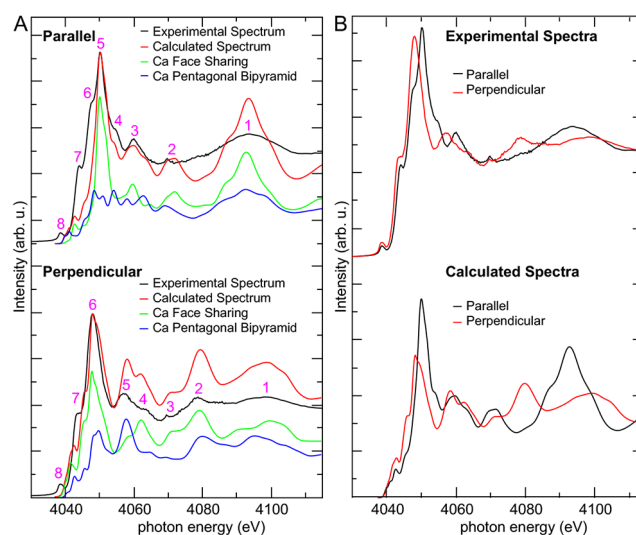 A
Parallel
5
Experimental Spectrum
Calculated Spectrum
Ca Face Sharing
Ca Pentagonal Bipyramid
6
4
3
2
1
7
8
Perpendicular
Experimental Spectrum
Calculated Spectrum
Ca Face Sharing
Ca Pentagonal Bipyramid
6
7
5
4
3
2
1
8
Intensity (arb. u.)
4040 4060 4080 4100
photon energy (eV)
B
Experimental Spectra
Parallel
Perpendicular
Calculated Spectra
Parallel
Perpendicular
Intensity (arb. u.)
4040 4060 4080 4100
photon energy (eV)